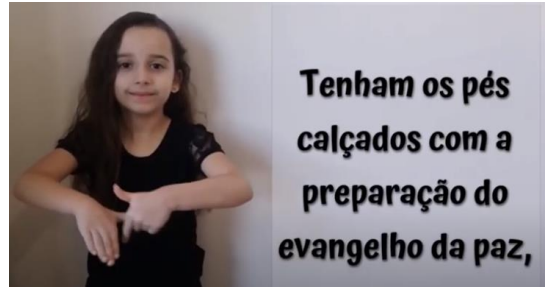 Tenham os pés
calçados com a
preparação do
evangelho da paz,